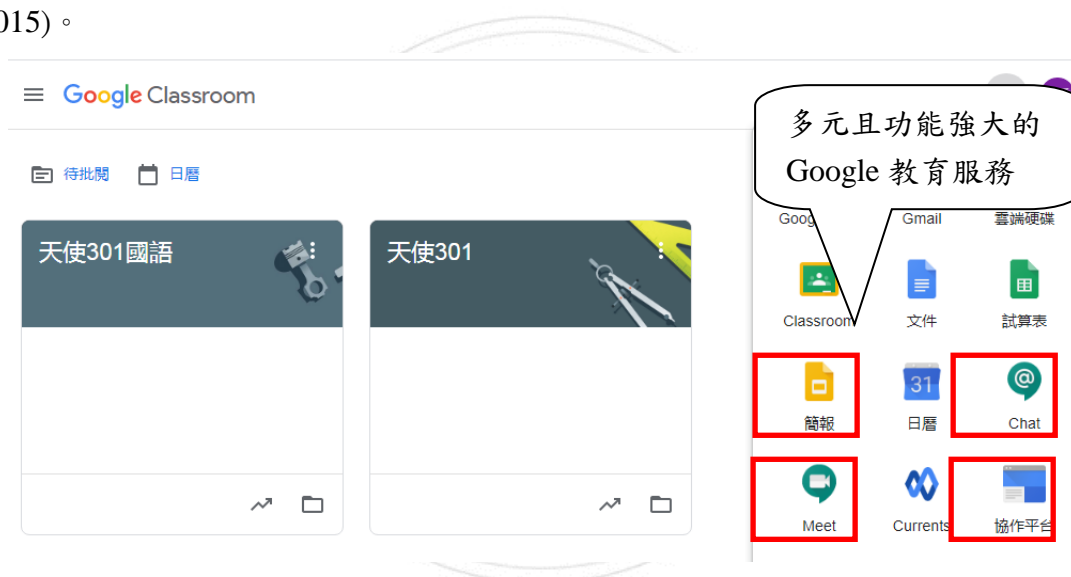 015)。
Google Classroom
多元且功能強大的
Google 教育服務
待批閱 日曆
天使301國語
天使301
Goog Gmail 雲端硬碟
Classroom 文件 試算表
31
簡報 日曆 Chat
Meet Currents 協作平台